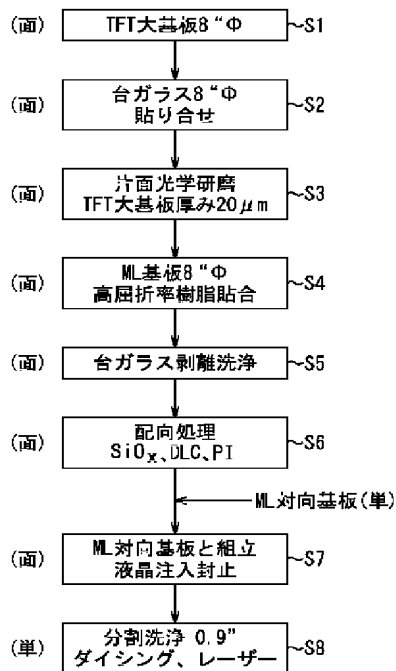 (面) TFT大基板8"Φ S1
(面) 台ガラス8"Φ
貼り合せ S2
(面) 片面光学研磨
TFT大基板厚み20μm S3
(面) ML基板8"Φ
高屈折率樹脂貼合 S4
(面) 台ガラス剥離洗浄 S5
(面) 配向処理
SiOx、DLC、PI S6
ML対向基板(単)
(面) ML対向基板と組立
液晶注入封止 S7
(単) 分割洗浄 0.9"
ダイシング、レーザー S8